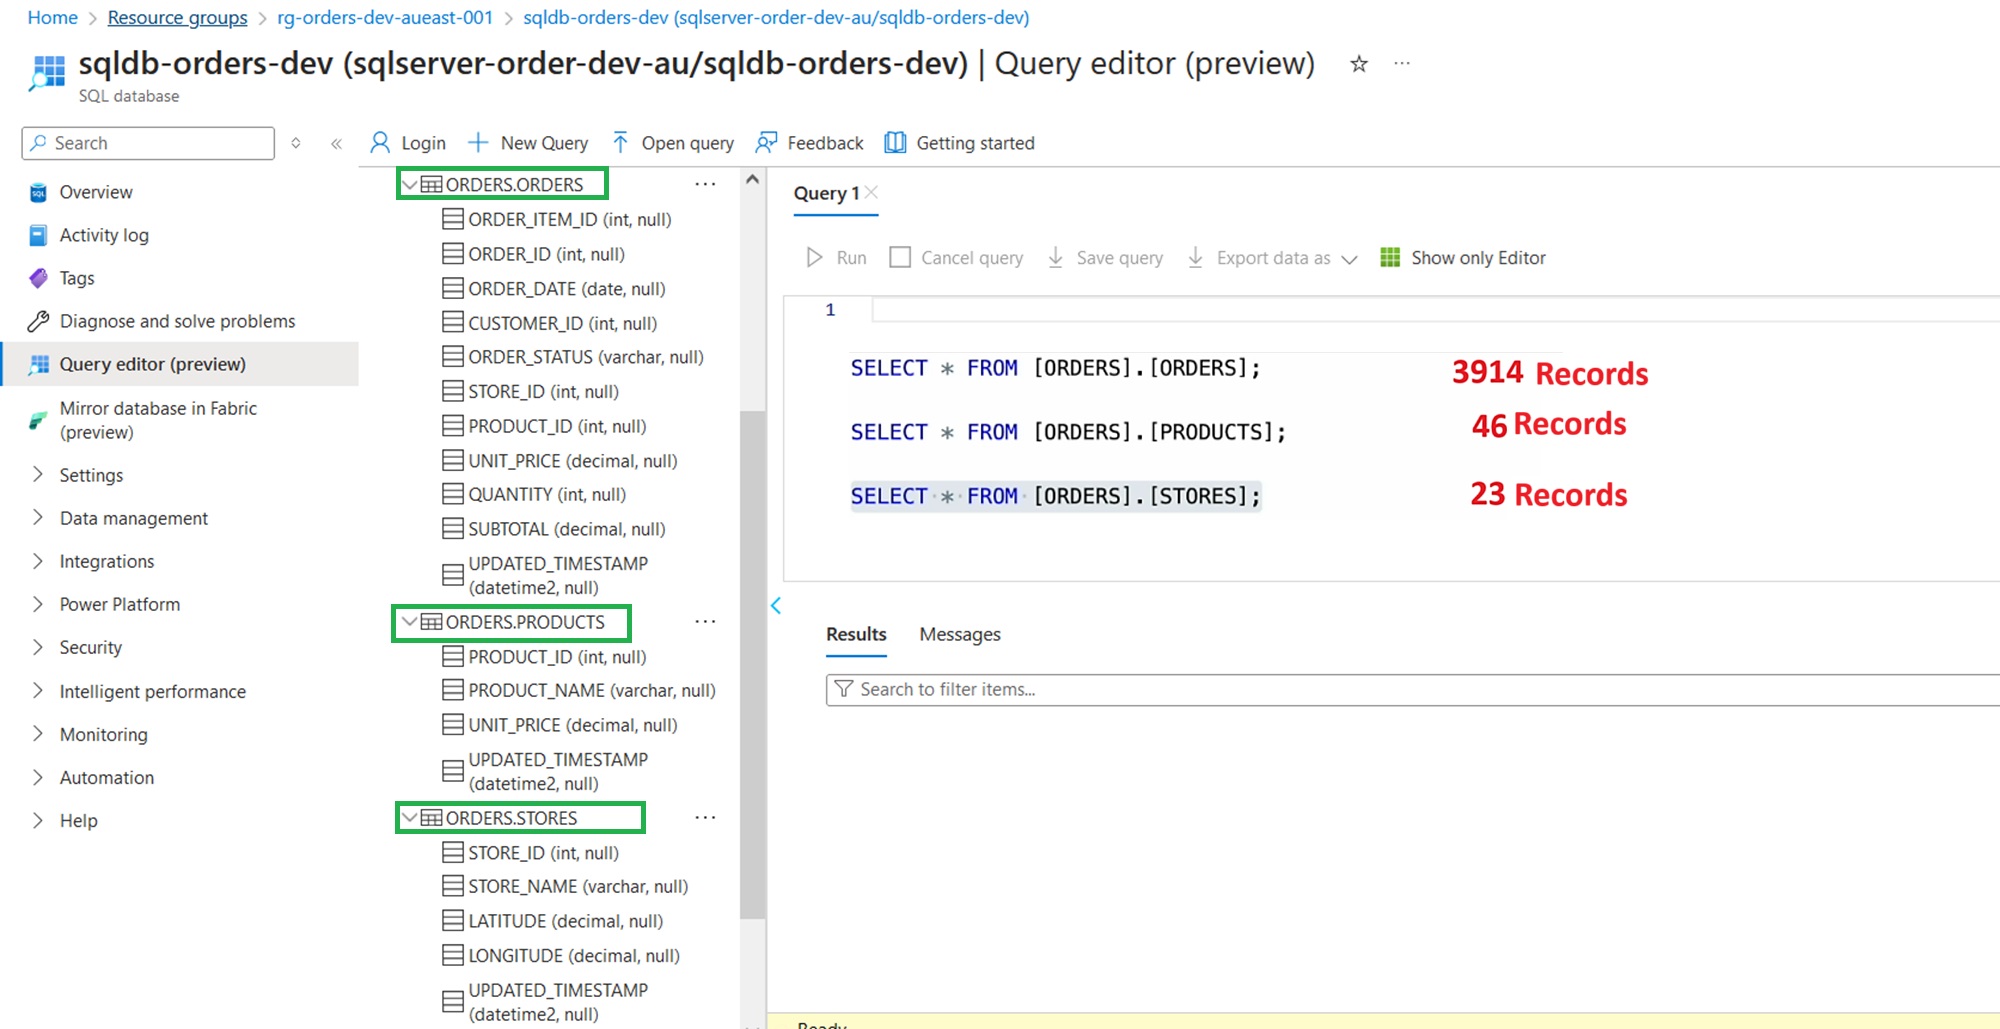 Home > Resource groups > rg-orders-dev-aueast-001 > sqldb-orders-dev (sqlserver-order-dev-au/sqldb-orders-dev)
sqldb-orders-dev (sqlserver-order-dev-au/sqldb-orders-dev) | Query editor (preview) ☆ ...
SQL database
Search
Overview
Activity log
Tags
Diagnose and solve problems
Query editor (preview)
Mirror database in Fabric
(preview)
Settings
Data management
Integrations
Power Platform
Security
Intelligent performance
Monitoring
Automation
Help
Login New Query Open query Feedback Getting started
ORDERS.ORDERS ...
ORDER_ITEM_ID (int, null)
ORDER_ID (int, null)
ORDER_DATE (date, null)
CUSTOMER_ID (int, null)
ORDER_STATUS (varchar, null)
STORE_ID (int, null)
PRODUCT_ID (int, null)
UNIT_PRICE (decimal, null)
QUANTITY (int, null)
SUBTOTAL (decimal, null)
UPDATED_TIMESTAMP
(datetime2, null)
ORDERS.PRODUCTS ...
PRODUCT_ID (int, null)
PRODUCT_NAME (varchar, null)
UNIT_PRICE (decimal, null)
UPDATED_TIMESTAMP
(datetime2, null)
ORDERS.STORES ...
STORE_ID (int, null)
STORE_NAME (varchar, null)
LATITUDE (decimal, null)
LONGITUDE (decimal, null)
UPDATED_TIMESTAMP
(datetime2, null)
Query 1
Run Cancel query Save query Export data as Show only Editor
1
SELECT * FROM [ORDERS].[ORDERS]; 3914 Records
SELECT * FROM [ORDERS].[PRODUCTS]; 46 Records
SELECT * FROM [ORDERS].[STORES]; 23 Records
Results Messages
Search to filter items...
Ready